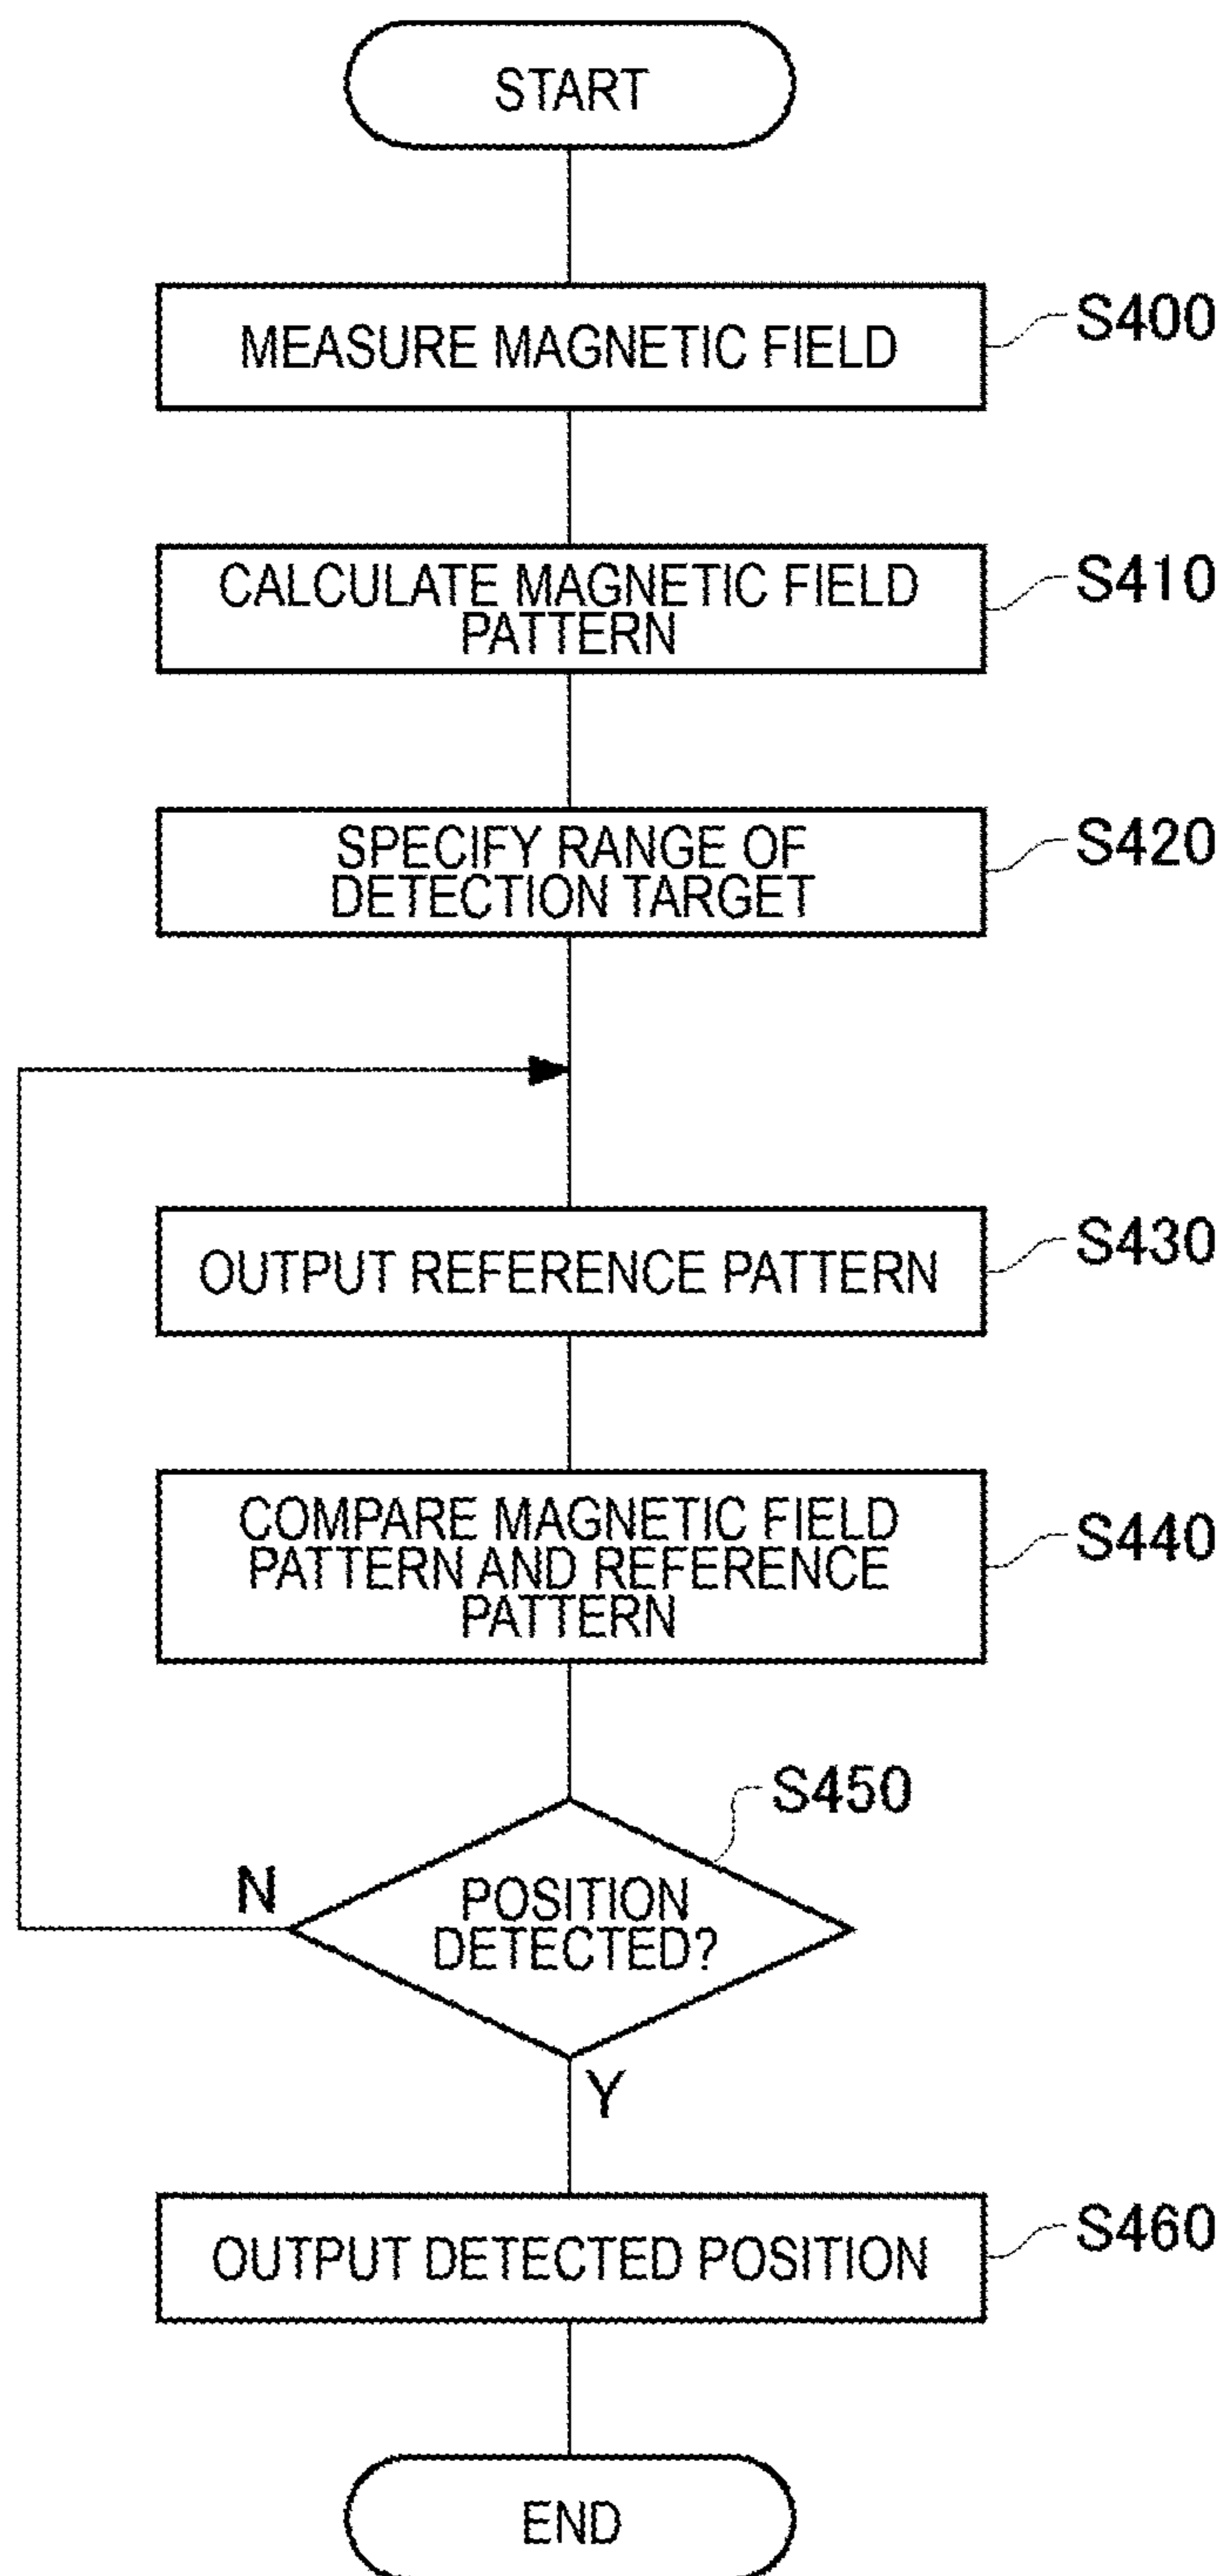 START
MEASURE MAGNETIC FIELD
S400
CALCULATE MAGNETIC FIELD
PATTERN
S410
SPECIFY RANGE OF
DETECTION TARGET
S420
OUTPUT REFERENCE PATTERN
S430
COMPARE MAGNETIC FIELD
PATTERN AND REFERENCE
PATTERN
S440
S450
POSITION
DETECTED?
N
Y
OUTPUT DETECTED POSITION
S460
END